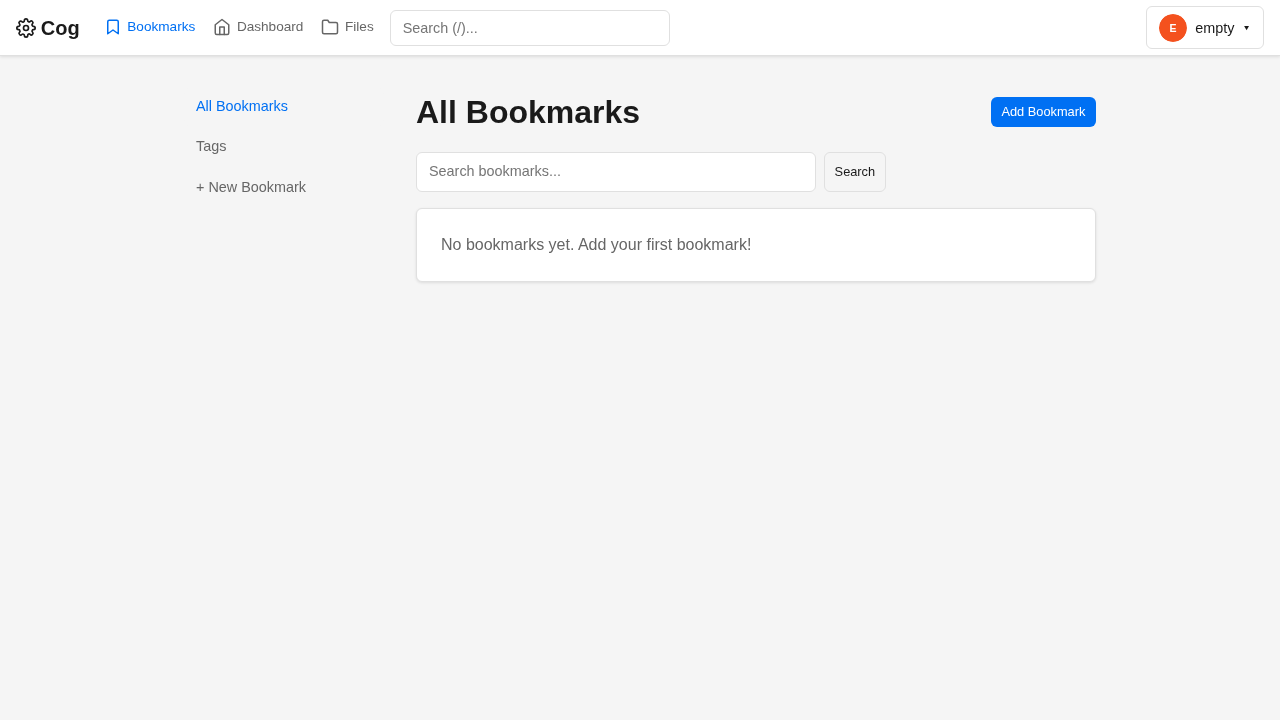 Cog
Bookmarks
Dashboard
Files
Search (/)...
E
empty
All Bookmarks
Tags
+ New Bookmark
All Bookmarks
Add Bookmark
Search bookmarks...
Search
No bookmarks yet. Add your first bookmark!